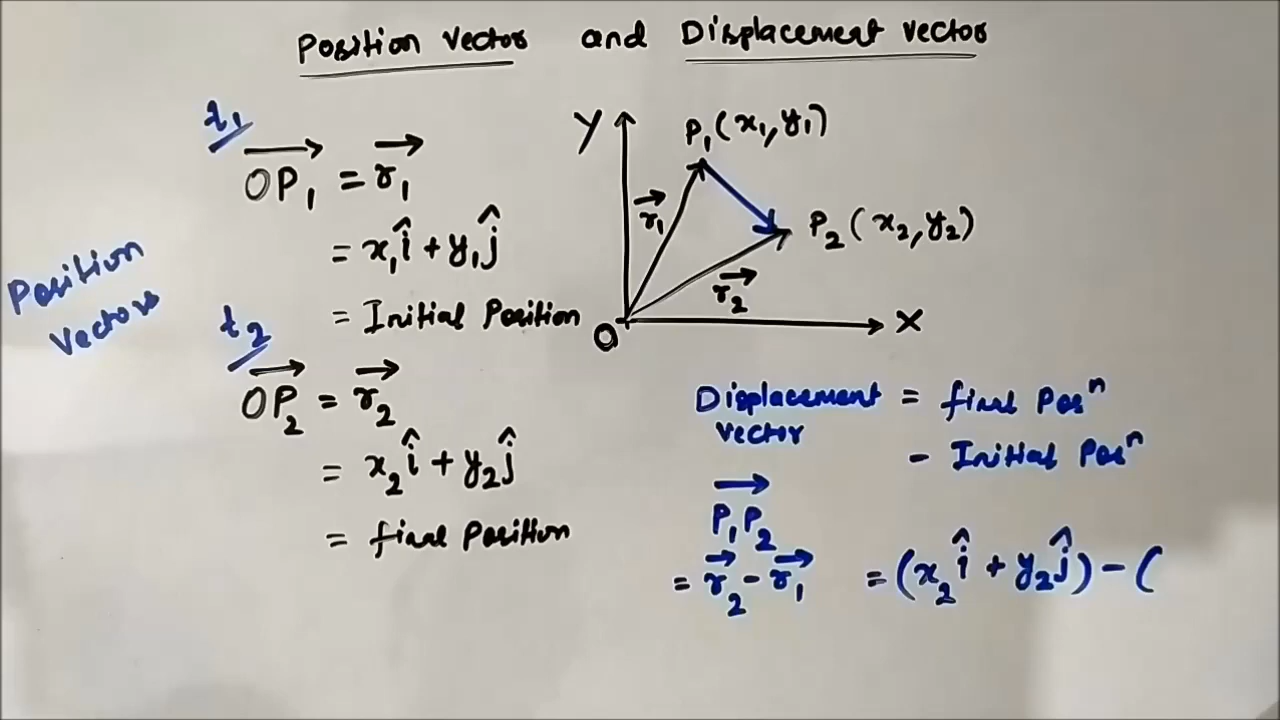 Position Vector and Displacement Vector
t₁
→OP₁ = →r₁
= x₁î + y₁ĵ
= Initial Position
Position
Vectors
t₂
→OP₂ = →r₂
= x₂î + y₂ĵ
= final Position
Y
P₁(x₁, y₁)
→r₁
P₂(x₂, y₂)
→r₂
O
X
Displacement = final Posⁿ
vector
- Initial Posⁿ
→P₁P₂
= →r₂ - →r₁ = (x₂î + y₂ĵ) - (